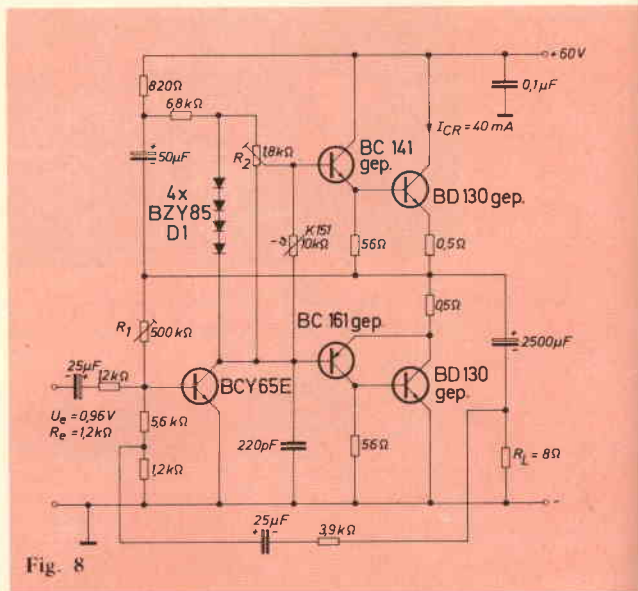 +60V
820Ω
0,1µF
6,8kΩ
I_CR = 40 mA
R2
1,8kΩ
BC 141
gep.
50µF
4x
BZY85
D1
BD 130 gep.
K151
10kΩ
56Ω
0,5Ω
0,5Ω
R1
500 kΩ
BC 161 gep.
2500µF
25µF
1,2kΩ
BCY65E
BD 130
gep.
Ue = 0,96V
Re = 1,2kΩ
5,6kΩ
220pF
56Ω
RL = 8Ω
1,2kΩ
25µF
3,9kΩ
Fig. 8